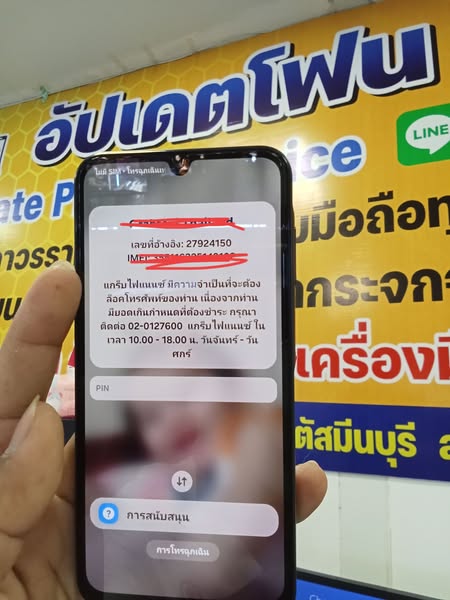 อัปเดตโฟน
LINE
ate P
ice
ไม่มี SIM • โทรฉุกเฉินเท
เลขที่อ้างอิง: 27924150
IMEI:
แกร็บไฟแนนซ์ มีความจำเป็นที่จะต้อง
ล็อคโทรศัพท์ของท่าน เนื่องจากท่าน
มียอดเกินกำหนดที่ต้องชำระ กรุณา
ติดต่อ 02-0127600 แกร็บไฟแนนซ์ ใน
เวลา 10.00 - 18.00 น. วันจันทร์ - วัน
ศุกร์
PIN
การสนับสนุน
การโทรฉุกเฉิน
าวรรา
มมือถือทุ
กระจก
เครื่องมื
ตัสมีนบุรี